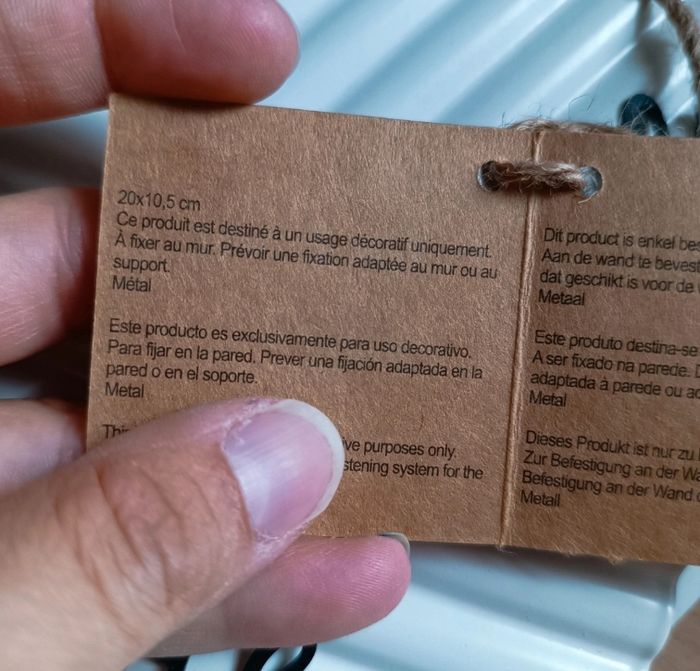 20x10,5 cm
Ce produit est destiné à un usage décoratif uniquement.
À fixer au mur. Prévoir une fixation adaptée au mur ou au
support.
Métal
Este producto es exclusivamente para uso decorativo.
Para fijar en la pared. Prever una fijación adaptada en la
pared o en el soporte.
Metal
purposes only.
system for the
Dit product is enkel
Aan de wand te
dat geschikt is voor de
Metaal
Este produto destina-se
A ser fixado na parede.
adaptada à parede ou
Metal
Dieses Produkt ist nur zu
Zur Befestigung an der
Befestigung an der Wand
Metall